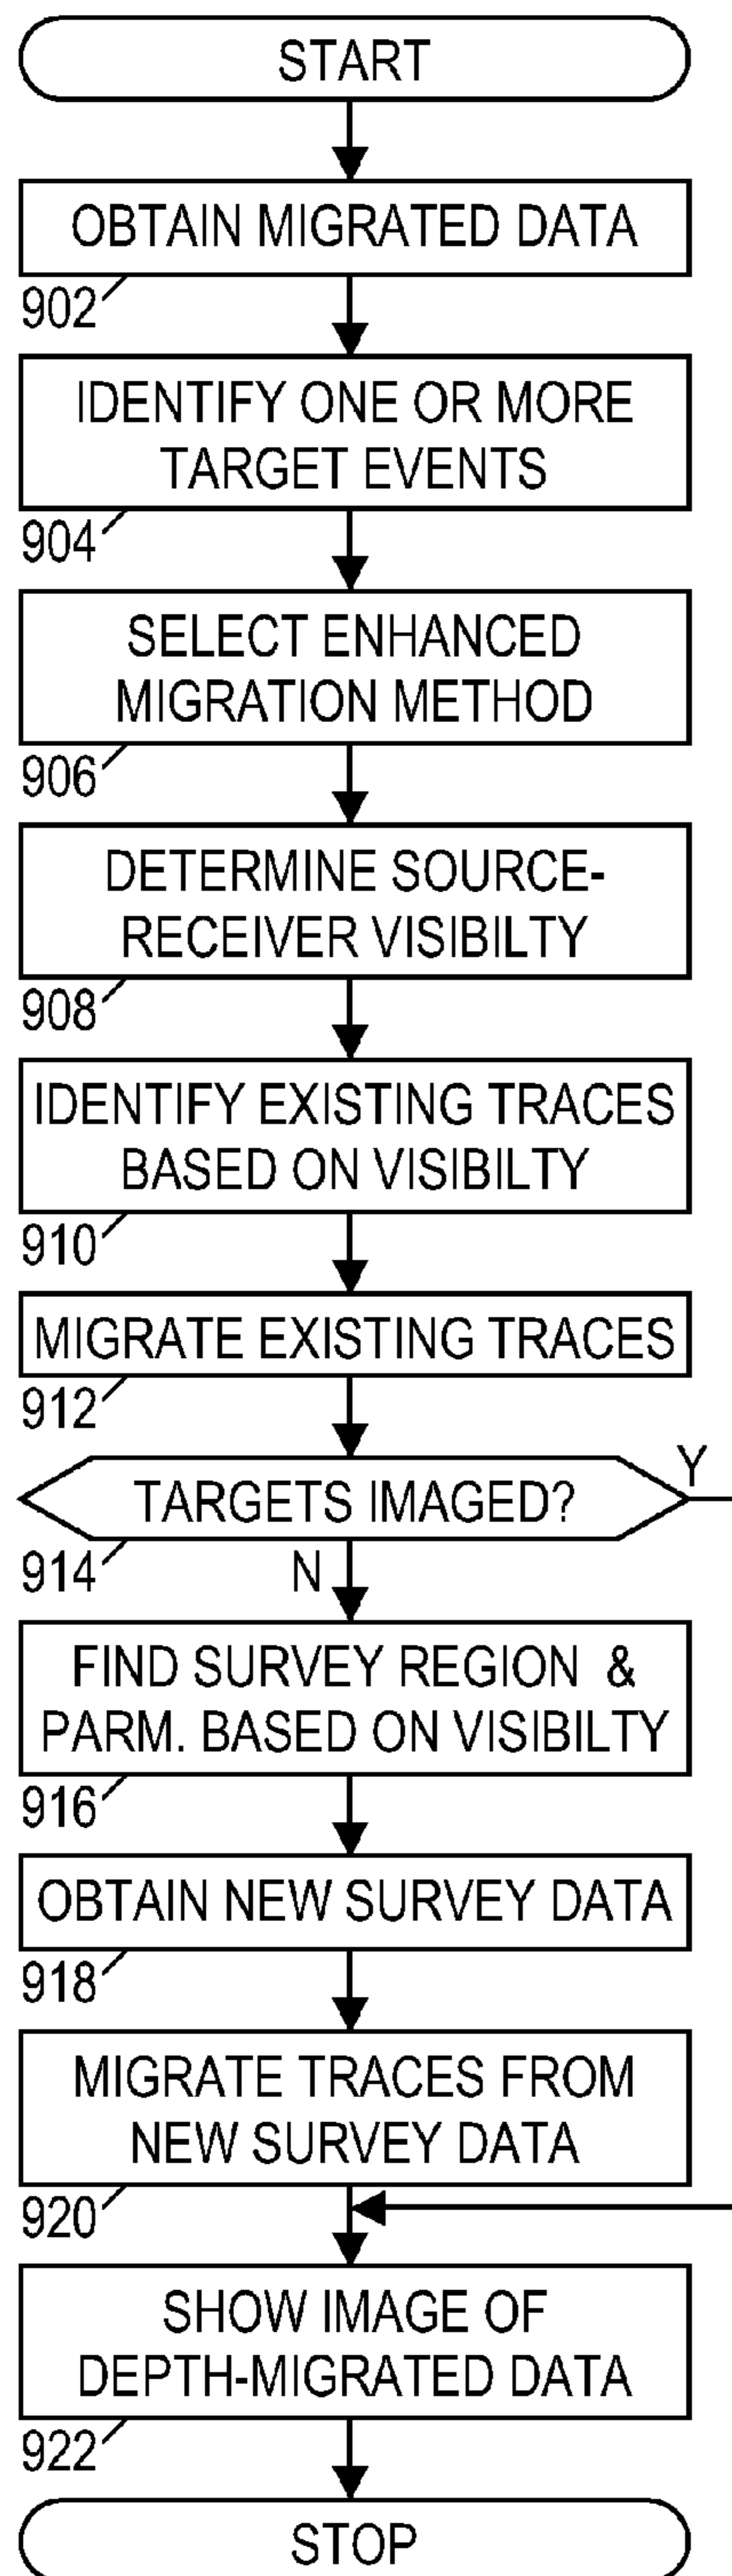 START
OBTAIN MIGRATED DATA
902
IDENTIFY ONE OR MORE
TARGET EVENTS
904
SELECT ENHANCED
MIGRATION METHOD
906
DETERMINE SOURCE-
RECEIVER VISIBILTY
908
IDENTIFY EXISTING TRACES
BASED ON VISIBILTY
910
MIGRATE EXISTING TRACES
912
TARGETS IMAGED?
Y
914
N
FIND SURVEY REGION &
PARM. BASED ON VISIBILTY
916
OBTAIN NEW SURVEY DATA
918
MIGRATE TRACES FROM
NEW SURVEY DATA
920
SHOW IMAGE OF
DEPTH-MIGRATED DATA
922
STOP